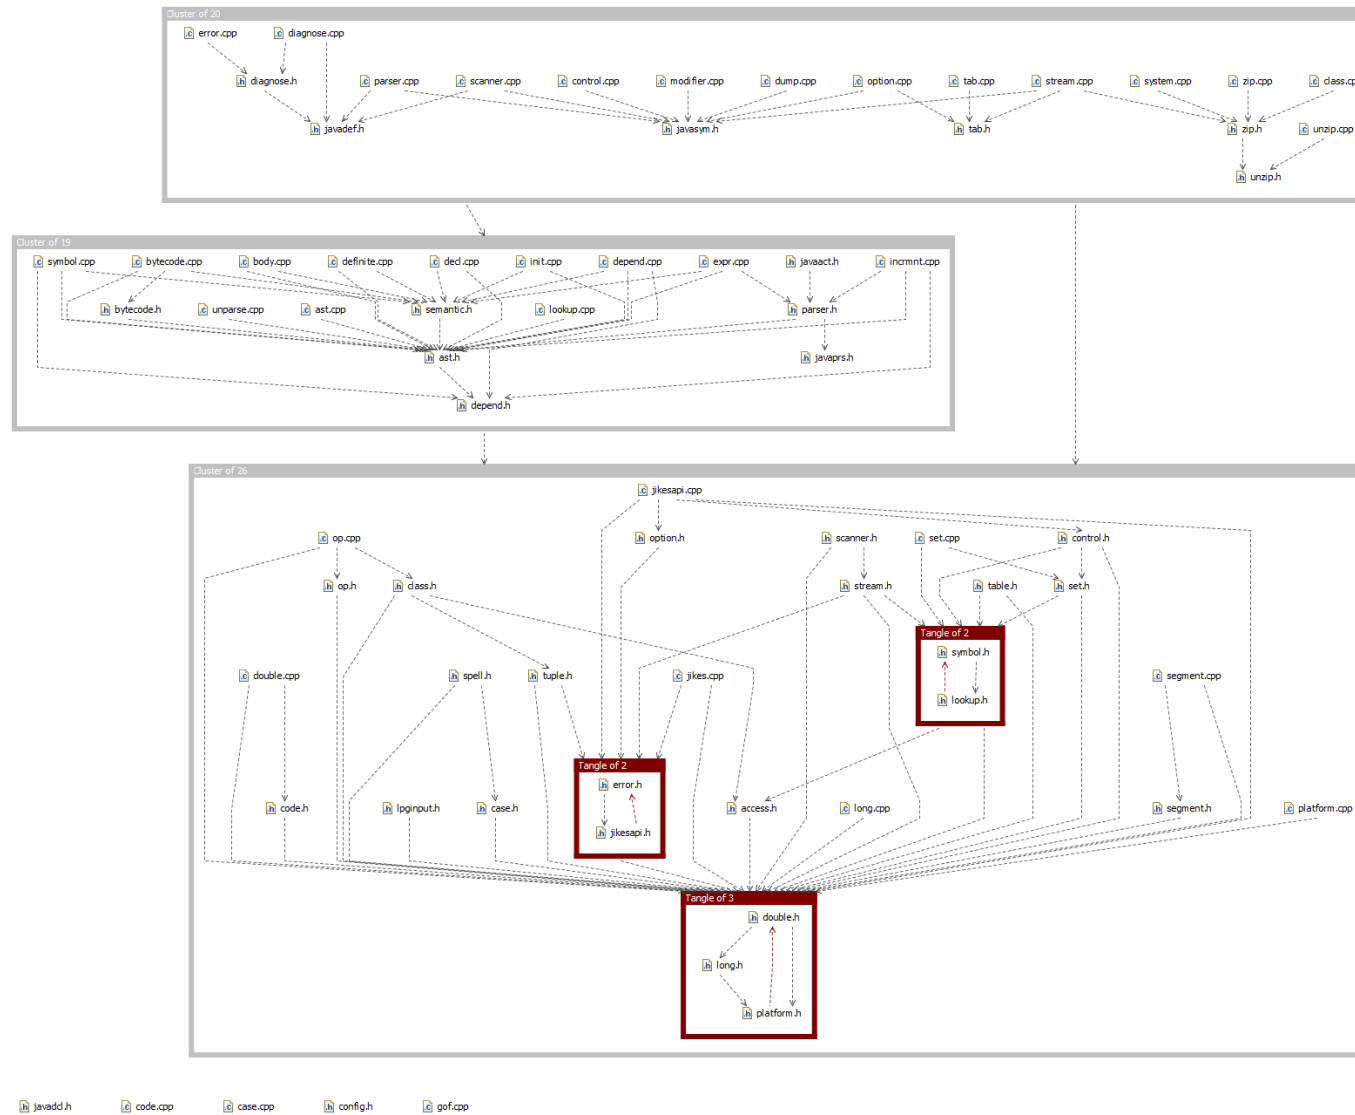 Cluster of 20
error.cpp diagnose.cpp
diagnose.h parser.cpp scanner.cpp control.cpp modifier.cpp dump.cpp option.cpp tab.cpp stream.cpp system.cpp zip.cpp class.cp
javadef.h javasym.h tab.h zip.h unzip.cpp
unzip.h
Cluster of 19
symbol.cpp bytecode.cpp body.cpp definite.cpp decl.cpp init.cpp depend.cpp expr.cpp javaact.h incrmnt.cpp
bytecode.h unparse.cpp ast.cpp semantic.h lookup.cpp parser.h
ast.h javaprs.h
depend.h
Cluster of 26
jikesapi.cpp
op.cpp option.h scanner.h set.cpp control.h
op.h class.h stream.h table.h set.h
Tangle of 2
symbol.h
double.cpp spell.h tuple.h jikes.cpp segment.cpp
lookup.h
Tangle of 2
error.h
code.h lpginput.h case.h access.h long.cpp segment.h platform.cpp
jikesapi.h
Tangle of 3
double.h
long.h
platform.h
javadcl.h code.cpp case.cpp config.h gof.cpp